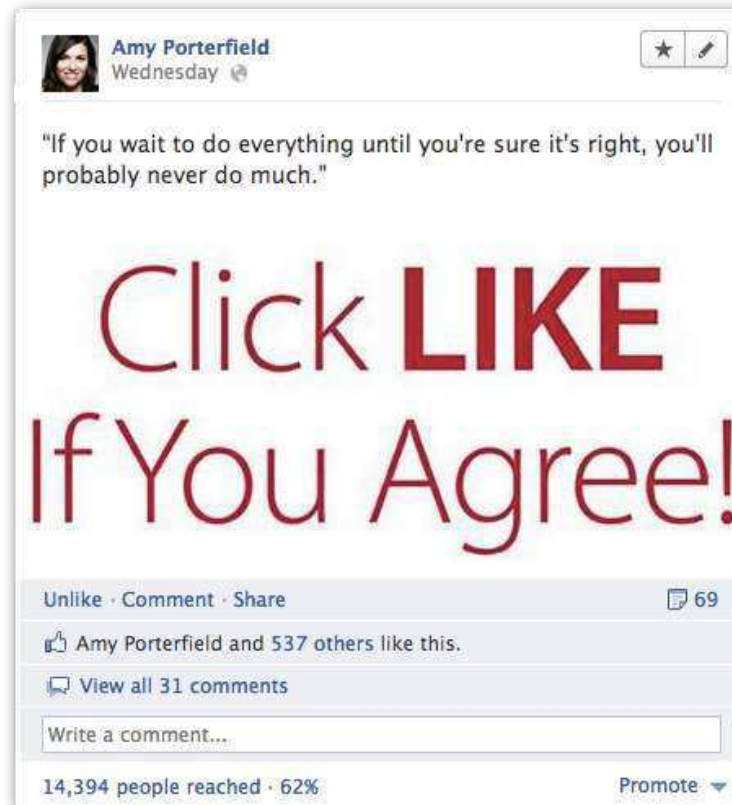 Amy Porterfield
Wednesday
"If you wait to do everything until you're sure it's right, you'll
probably never do much."
Click LIKE
If You Agree!
Unlike · Comment · Share
69
Amy Porterfield and 537 others like this.
View all 31 comments
Write a comment...
14,394 people reached · 62%
Promote